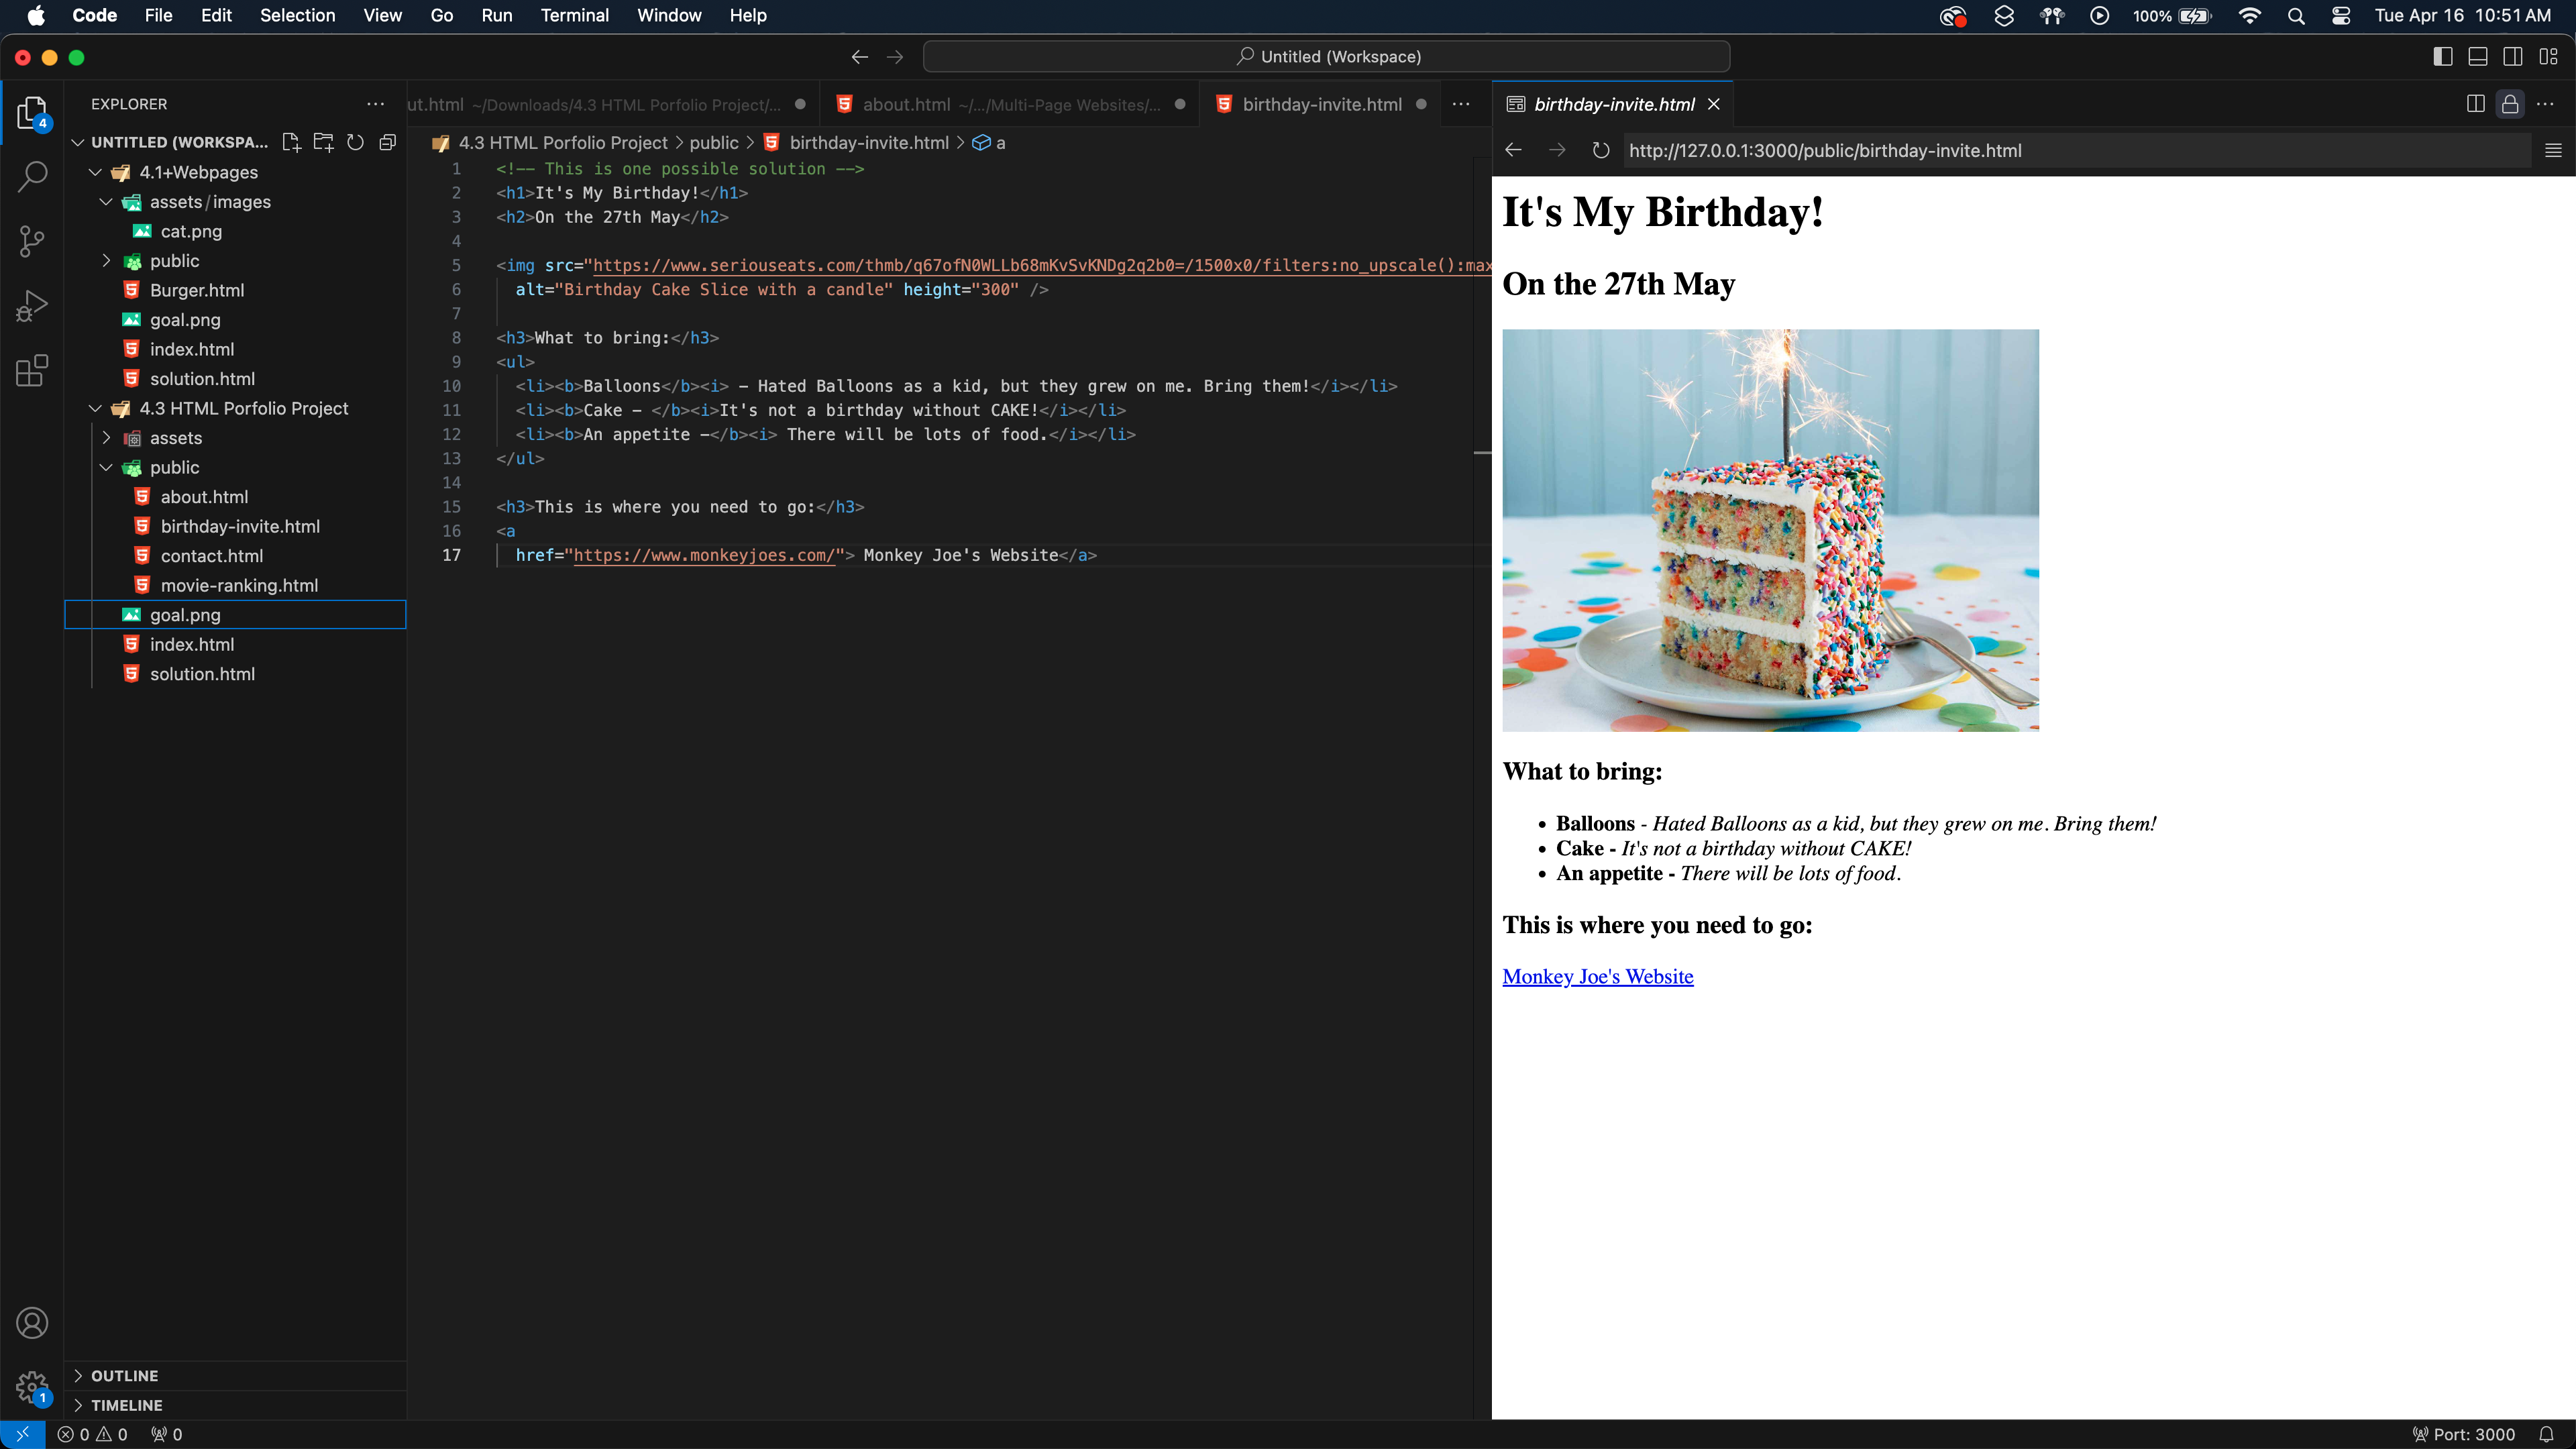 Code File Edit Selection View Go Run Terminal Window Help 100% Tue Apr 16 10:51 AM
Untitled (Workspace)
EXPLORER
UNTITLED (WORKSPA...
4.1+Webpages
assets/images
cat.png
public
Burger.html
goal.png
index.html
solution.html
4.3 HTML Porfolio Project
assets
public
about.html
birthday-invite.html
contact.html
movie-ranking.html
goal.png
index.html
solution.html
OUTLINE
TIMELINE
4
1
ut.html ~/Downloads/4.3 HTML Porfolio Project/... about.html ~/.../Multi-Page Websites/... birthday-invite.html
4.3 HTML Porfolio Project > public > birthday-invite.html > a
1 <!-- This is one possible solution -->
2 <h1>It's My Birthday!</h1>
3 <h2>On the 27th May</h2>
4
5 <img src="https://www.seriouseats.com/thmb/q67ofN0WLLb68mKvSvKNDg2q2b0=/1500x0/filters:no_upscale():max
6 alt="Birthday Cake Slice with a candle" height="300" />
7
8 <h3>What to bring:</h3>
9 <ul>
10 <li><b>Balloons</b><i> - Hated Balloons as a kid, but they grew on me. Bring them!</i></li>
11 <li><b>Cake - </b><i>It's not a birthday without CAKE!</i></li>
12 <li><b>An appetite -</b><i> There will be lots of food.</i></li>
13 </ul>
14
15 <h3>This is where you need to go:</h3>
16 <a
17 href="https://www.monkeyjoes.com/"> Monkey Joe's Website</a>
birthday-invite.html
http://127.0.0.1:3000/public/birthday-invite.html
It's My Birthday!
On the 27th May
What to bring:
• Balloons - Hated Balloons as a kid, but they grew on me. Bring them!
• Cake - It's not a birthday without CAKE!
• An appetite - There will be lots of food.
This is where you need to go:
Monkey Joe's Website
0 0 0
Port: 3000